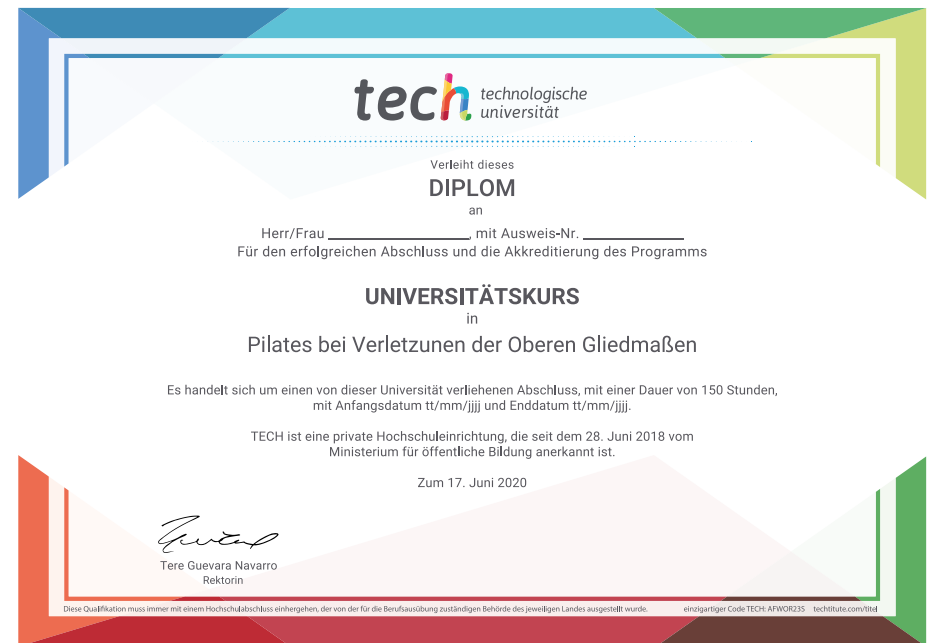 tech technologische
universität
Verleiht dieses
DIPLOM
an
Herr/Frau ____________, mit Ausweis-Nr. ____________
Für den erfolgreichen Abschluss und die Akkreditierung des Programms
UNIVERSITÄTSKURS
in
Pilates bei Verletzunen der Oberen Gliedmaßen
Es handelt sich um einen von dieser Universität verliehenen Abschluss, mit einer Dauer von 150 Stunden,
mit Anfangsdatum tt/mm/jjjj und Enddatum tt/mm/jjjj.
TECH ist eine private Hochschuleinrichtung, die seit dem 28. Juni 2018 vom
Ministerium für öffentliche Bildung anerkannt ist.
Zum 17. Juni 2020
Tere Guevara Navarro
Rektorin
Diese Qualifikation muss immer mit einem Hochschulabschluss einhergehen, der von der für die Berufsausübung zuständigen Behörde des jeweiligen Landes ausgestellt wurde. einzigartiger Code TECH: AFWOR235 techtitute.com/titel